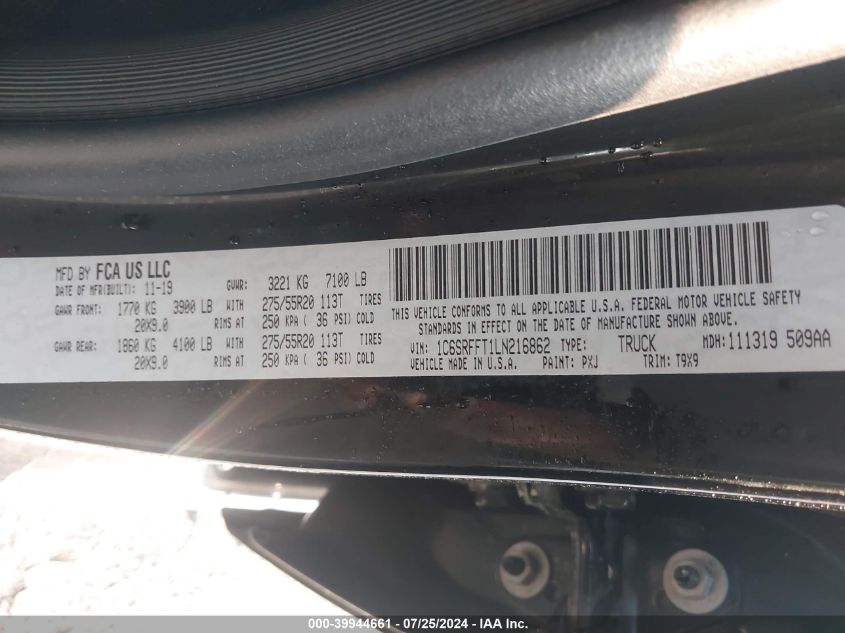 MFD BY FCA US LLC
DATE OF MFR(BUILT): 11-19 GVWR: 3221 KG 7100 LB
GAWR FRONT: 1770 KG 3900 LB WITH 275/55R20 113T TIRES
20X9.0 RIMS AT 250 KPA ( 36 PSI) COLD
GAWR REAR: 1860 KG 4100 LB WITH 275/55R20 113T TIRES
20X9.0 RIMS AT 250 KPA ( 36 PSI) COLD
THIS VEHICLE CONFORMS TO ALL APPLICABLE U.S.A. FEDERAL MOTOR VEHICLE SAFETY
STANDARDS IN EFFECT ON THE DATE OF MANUFACTURE SHOWN ABOVE.
VIN: 1C6SRFFT1LN216862 TYPE: TRUCK MDH: 111319 509AA
VEHICLE MADE IN U.S.A. PAINT: PXJ TRIM: T9X9
000-39944661 - 07/25/2024 - IAA Inc.